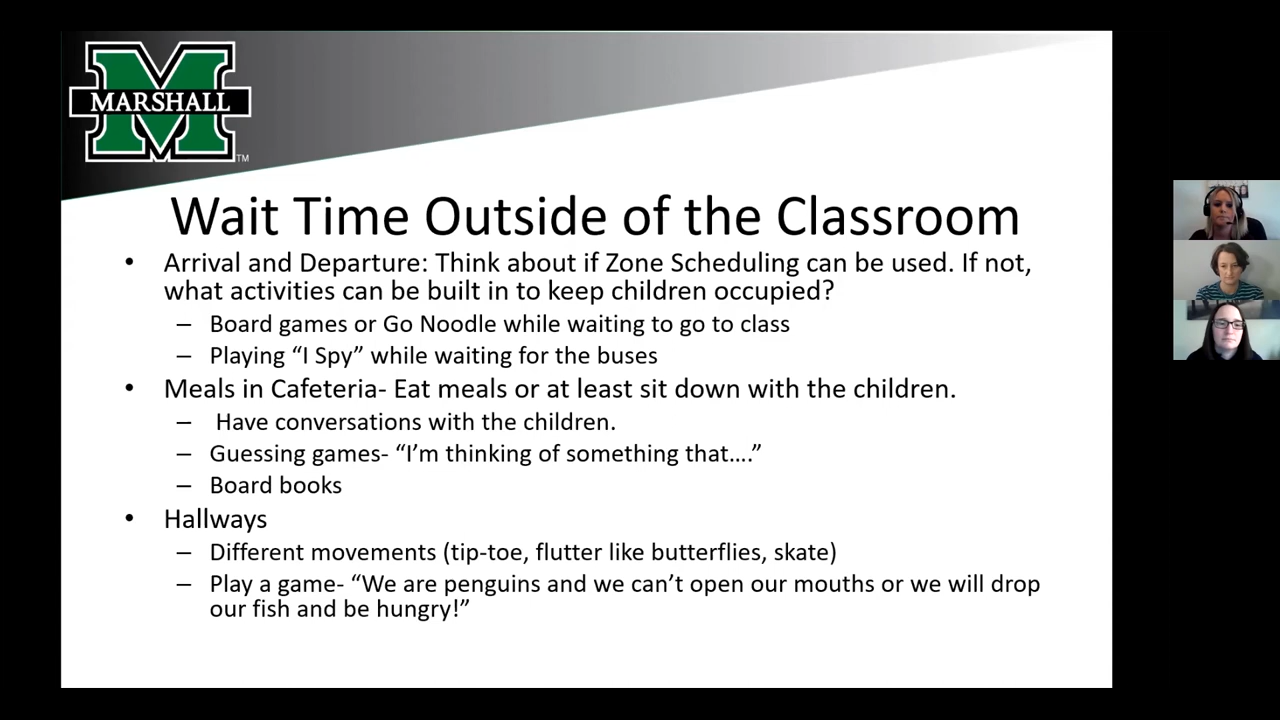 MARSHALL
TM
Wait Time Outside of the Classroom
• Arrival and Departure: Think about if Zone Scheduling can be used. If not,
what activities can be built in to keep children occupied?
– Board games or Go Noodle while waiting to go to class
– Playing “I Spy” while waiting for the buses
• Meals in Cafeteria- Eat meals or at least sit down with the children.
– Have conversations with the children.
– Guessing games- “I’m thinking of something that….”
– Board books
• Hallways
– Different movements (tip-toe, flutter like butterflies, skate)
– Play a game- “We are penguins and we can’t open our mouths or we will drop
our fish and be hungry!”